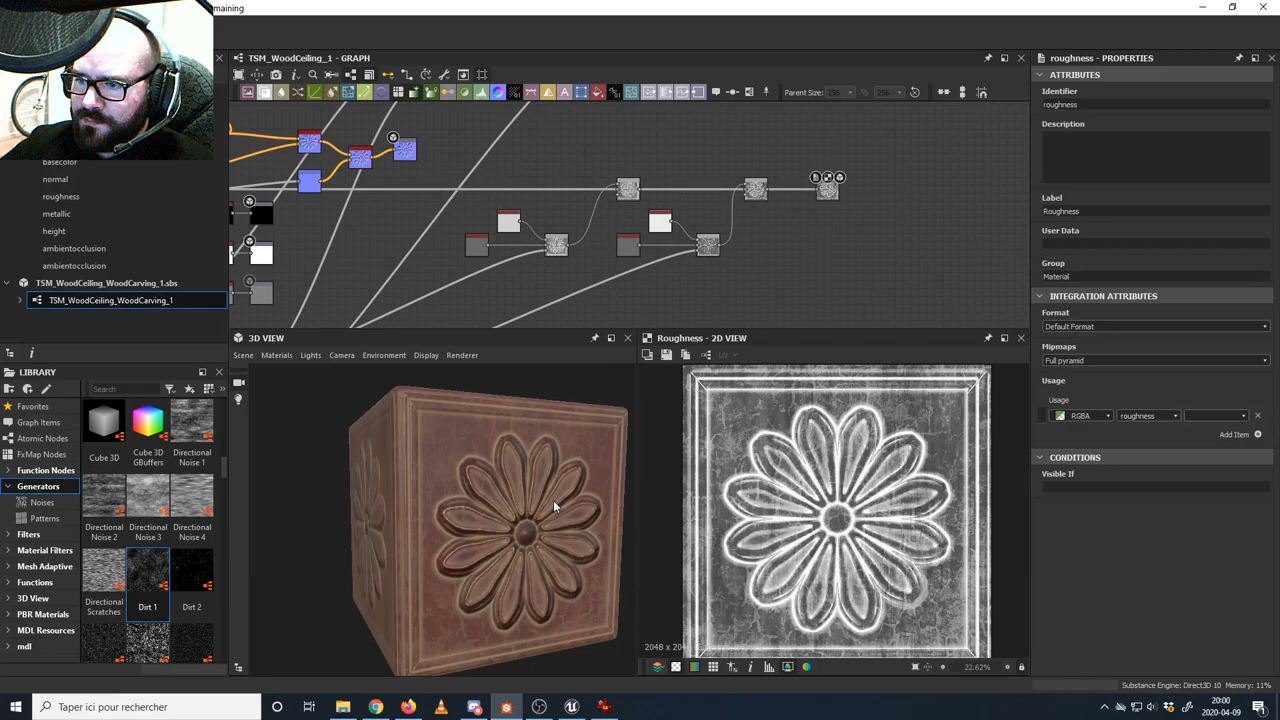 maining
TSM_WoodCeiling_1 - GRAPH
Parent Size: 256 256
basecolor
normal
roughness
metallic
height
ambientocclusion
ambientocclusion
TSM_WoodCeiling_WoodCarving_1.sbs
TSM_WoodCeiling_WoodCarving_1
LIBRARY
Search
Favorites
Graph Items
Atomic Nodes
FxMap Nodes
Function Nodes
Generators
Noises
Patterns
Filters
Material Filters
Mesh Adaptive
Functions
3D View
PBR Materials
MDL Resources
mdl
Cube 3D
Cube 3D GBuffers
Directional Noise 1
Directional Noise 2
Directional Noise 3
Directional Noise 4
Directional Scratches
Dirt 1
Dirt 2
3D VIEW
Scene Materials Lights Camera Environment Display Renderer
Roughness - 2D VIEW
UV
2048 x 204
22.62%
roughness - PROPERTIES
ATTRIBUTES
Identifier
roughness
Description
Label
Roughness
User Data
Group
Material
INTEGRATION ATTRIBUTES
Format
Default Format
Mipmaps
Full pyramid
Usage
Usage
RGBA roughness
Add Item
CONDITIONS
Visible If
Substance Engine: Direct3D 10 Memory: 11%
Taper ici pour rechercher
20:00
2020-04-09
20